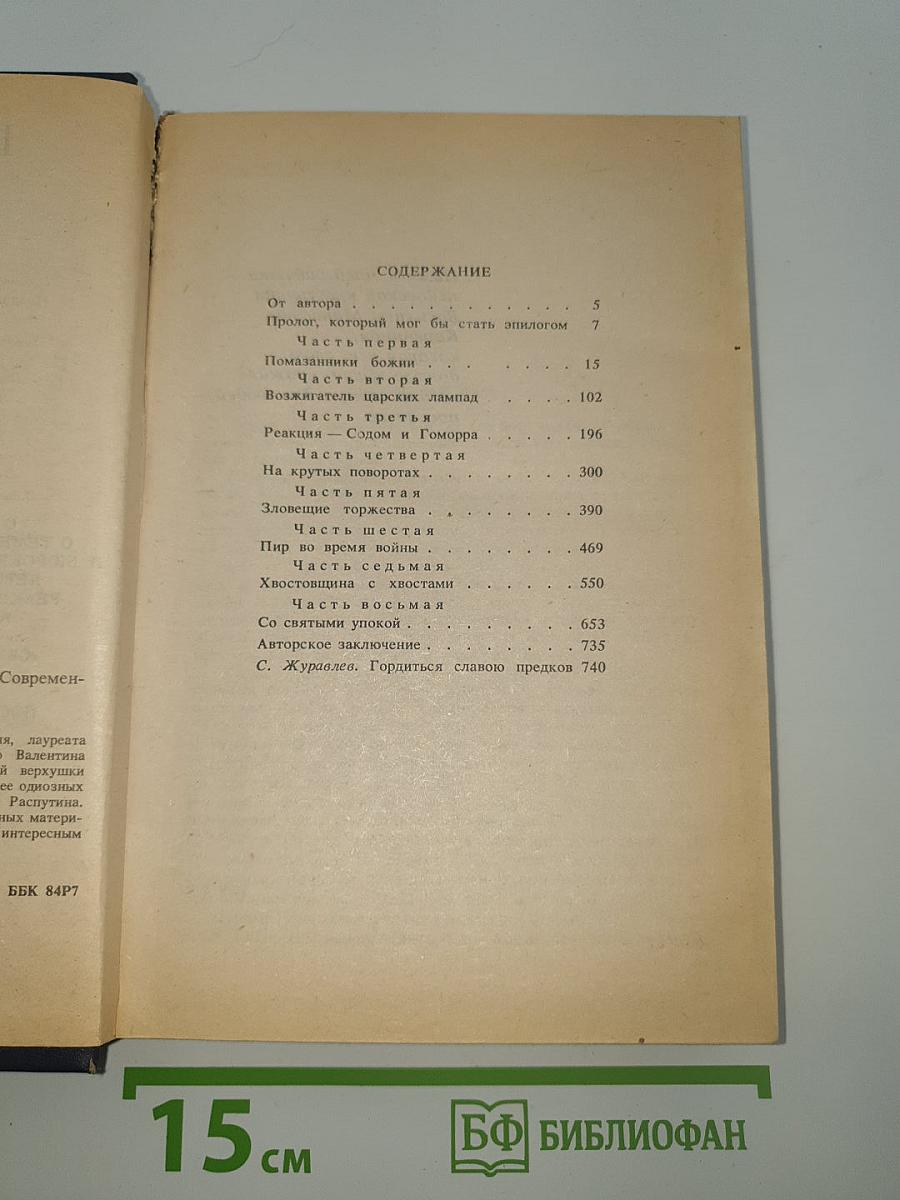 Современ-
ия, лауреата
Валентина
й верхушки
ее одиозных
Распутина.
ных матери-
интересным
ББК 84Р7
СОДЕРЖАНИЕ
От автора . . . . . . . . . . . . 5
Пролог, который мог бы стать эпилогом 7
Часть первая
Помазанники божии . . . . . . . 15
Часть вторая
Возжигатель царских лампад . . . . 102
Часть третья
Реакция — Содом и Гоморра . . . . . 196
Часть четвертая
На крутых поворотах . . . . . . . . 300
Часть пятая
Зловещие торжества . . . . . . . . 390
Часть шестая
Пир во время войны . . . . . . . . 469
Часть седьмая
Хвостовщина с хвостами . . . . . . 550
Часть восьмая
Со святыми упокой . . . . . . . . . 653
Авторское заключение . . . . . . . . 735
С. Журавлев. Гордиться славою предков 740
15 см
БФ БИБЛИОФАН